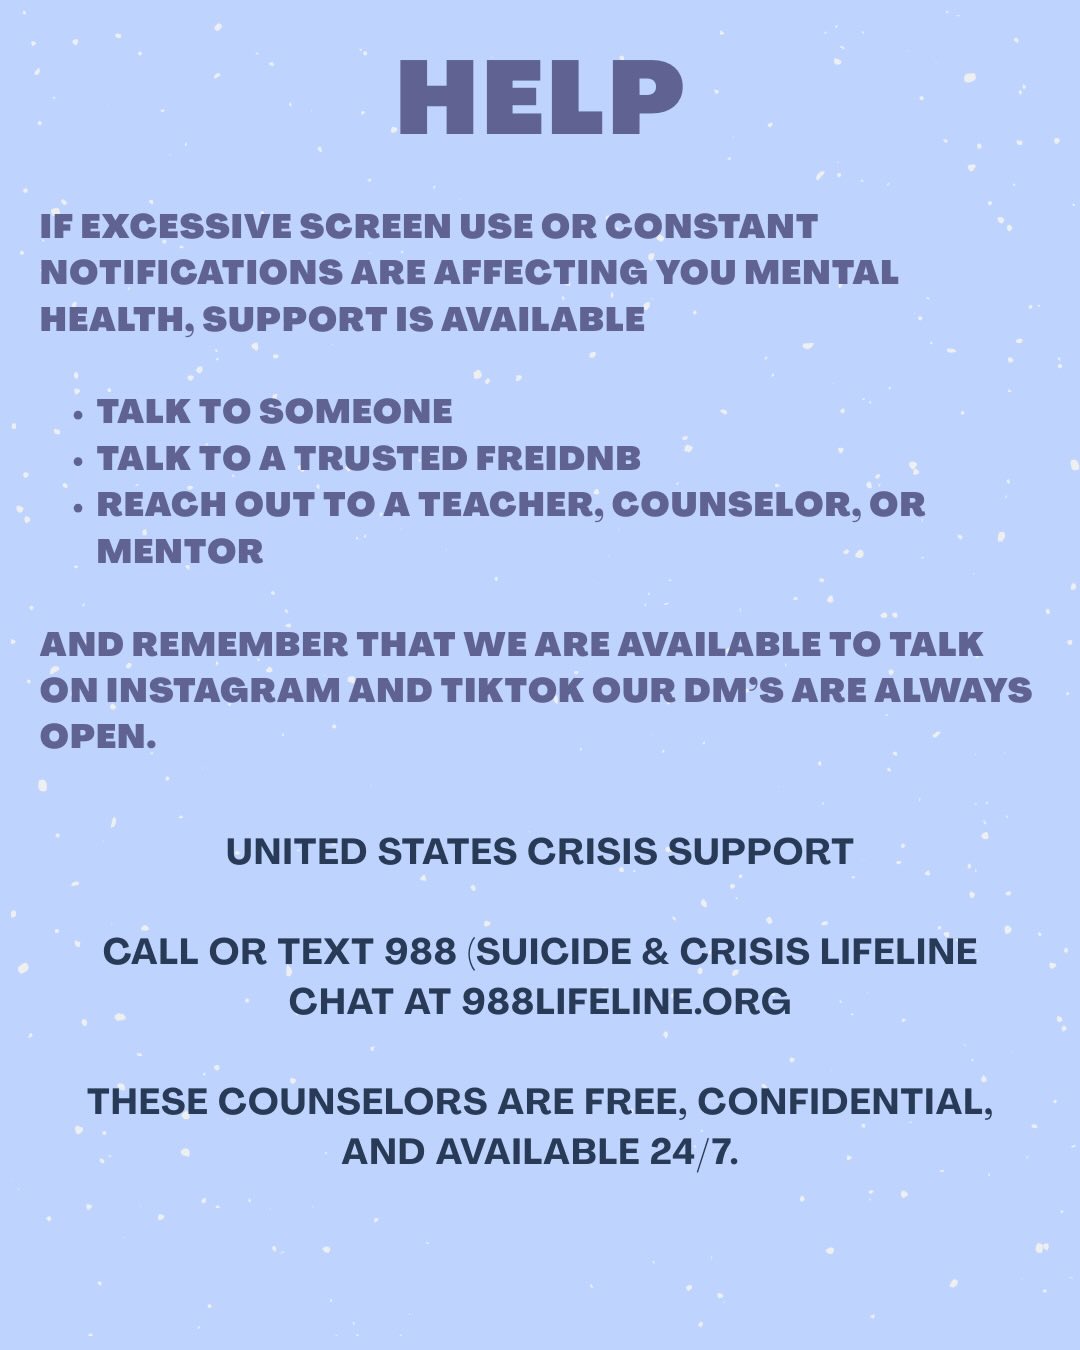 HELP
IF EXCESSIVE SCREEN USE OR CONSTANT
NOTIFICATIONS ARE AFFECTING YOU MENTAL
HEALTH, SUPPORT IS AVAILABLE
• TALK TO SOMEONE
• TALK TO A TRUSTED FREIDNB
• REACH OUT TO A TEACHER, COUNSELOR, OR
MENTOR
AND REMEMBER THAT WE ARE AVAILABLE TO TALK
ON INSTAGRAM AND TIKTOK OUR DM’S ARE ALWAYS
OPEN.
UNITED STATES CRISIS SUPPORT
CALL OR TEXT 988 (SUICIDE & CRISIS LIFELINE
CHAT AT 988LIFELINE.ORG
THESE COUNSELORS ARE FREE, CONFIDENTIAL,
AND AVAILABLE 24/7.